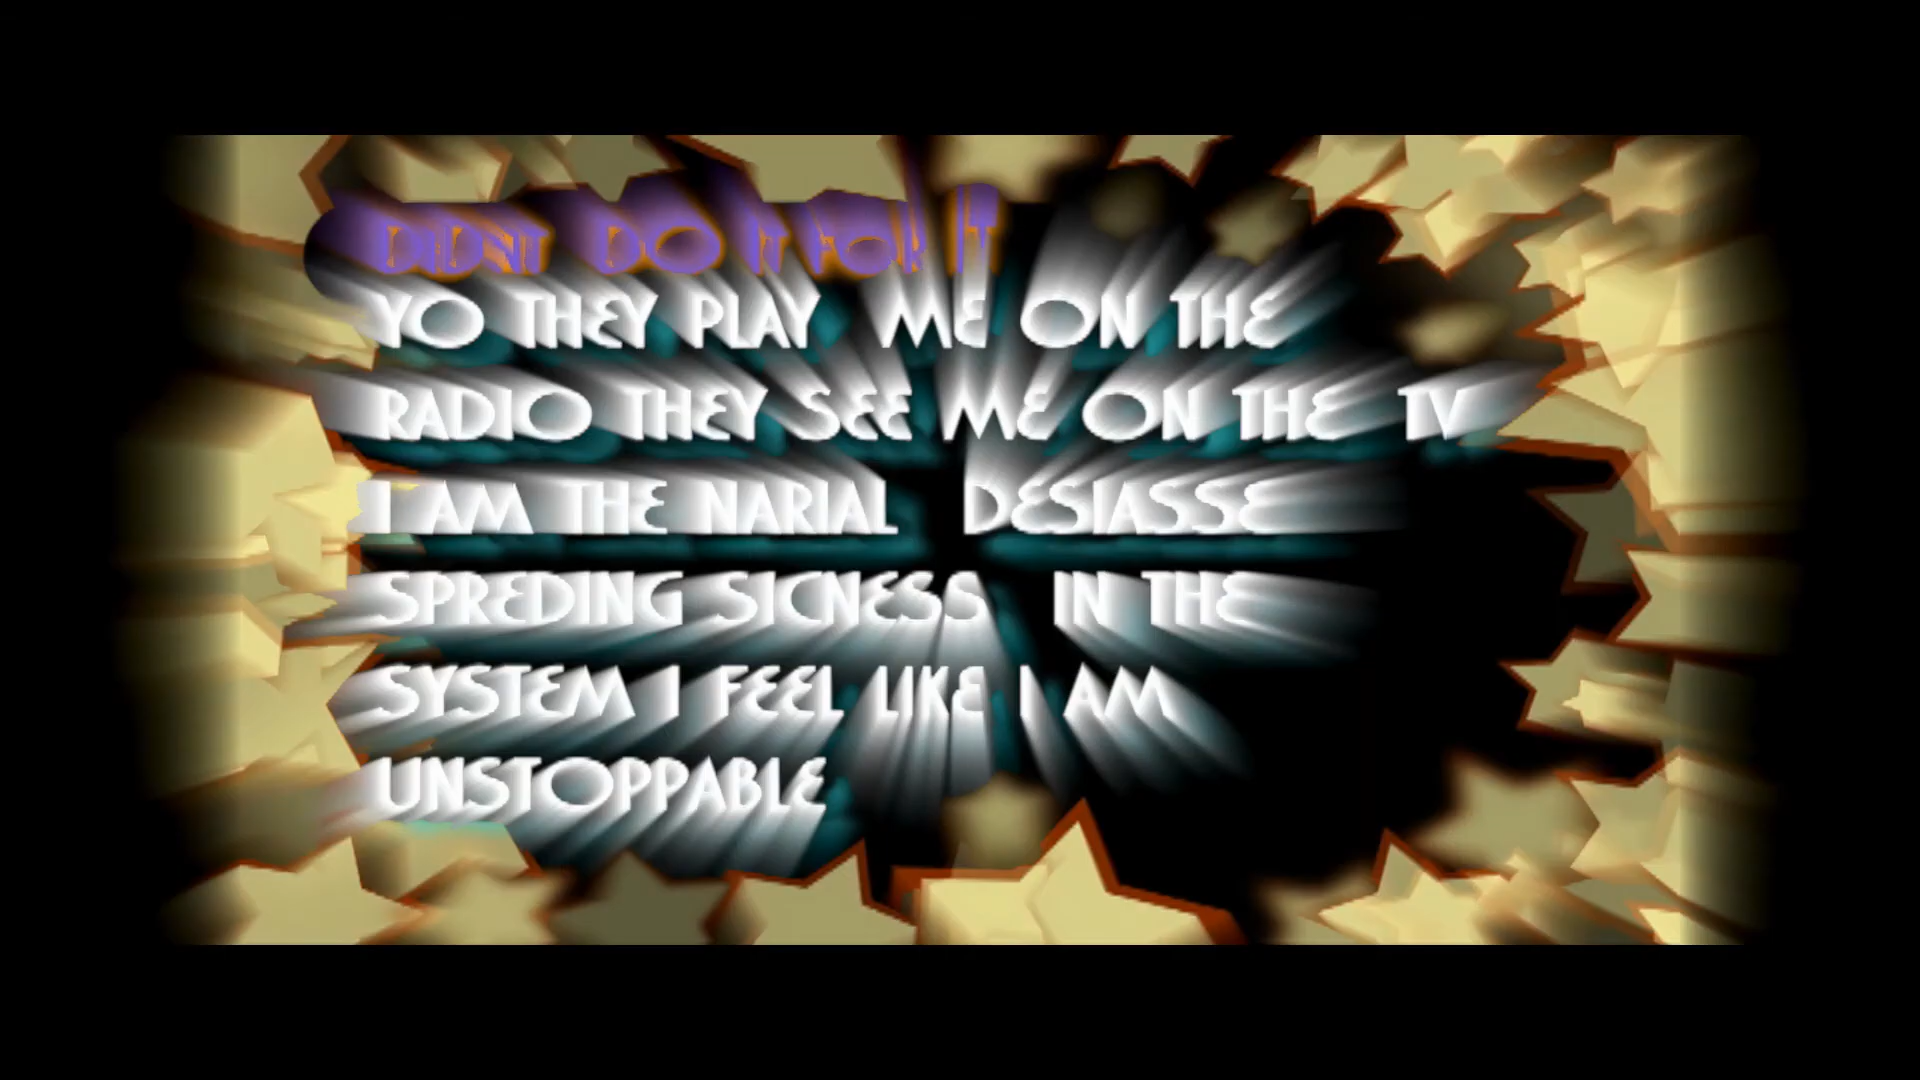 DIDNT DO IT FOR IT
YO THEY PLAY ME ON THE
RADIO THEY SEE ME ON THE TV
I AM THE NARIAL DESIASSE
SPREDING SICNESS IN THE
SYSTEM I FEEL LIKE I AM
UNSTOPPABLE